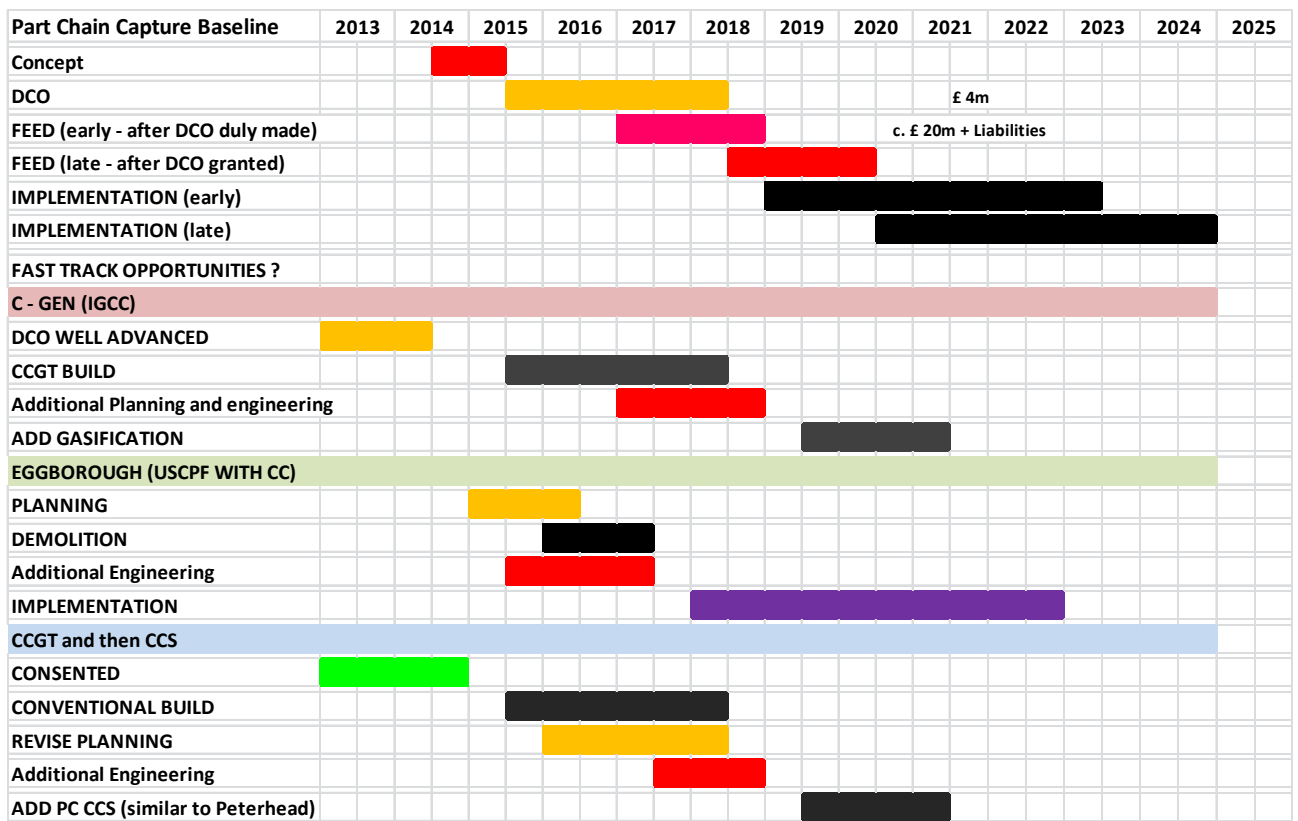 Part Chain Capture Baseline 2013 2014 2015 2016 2017 2018 2019 2020 2021 2022 2023 2024 2025
Concept
DCO £ 4m
FEED (early - after DCO duly made) c. £ 20m + Liabilities
FEED (late - after DCO granted)
IMPLEMENTATION (early)
IMPLEMENTATION (late)
FAST TRACK OPPORTUNITIES ?
C - GEN (IGCC)
DCO WELL ADVANCED
CCGT BUILD
Additional Planning and engineering
ADD GASIFICATION
EGGBOROUGH (USCPF WITH CC)
PLANNING
DEMOLITION
Additional Engineering
IMPLEMENTATION
CCGT and then CCS
CONSENTED
CONVENTIONAL BUILD
REVISE PLANNING
Additional Engineering
ADD PC CCS (similar to Peterhead)